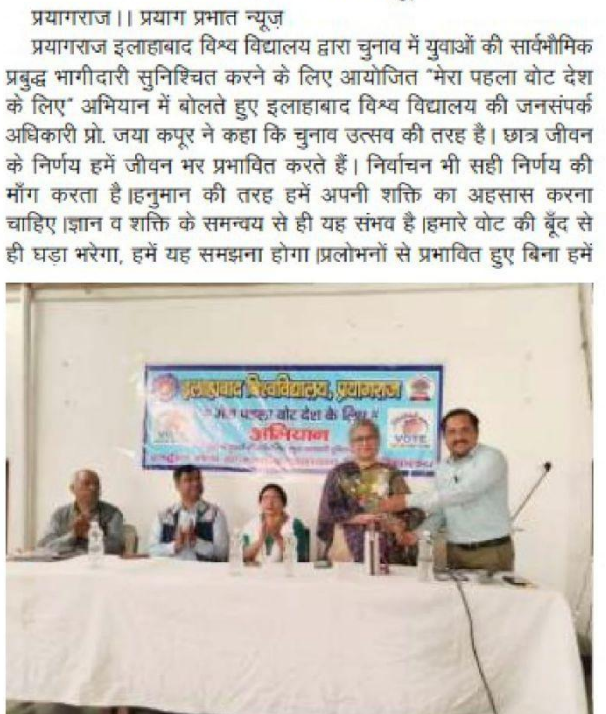 प्रयागराज।। प्रयाग प्रभात न्यूज़
प्रयागराज इलाहाबाद विश्व विद्यालय द्वारा चुनाव में युवाओं की सार्वभौमिक
प्रबुद्ध भागीदारी सुनिश्चित करने के लिए आयोजित "मेरा पहला वोट देश
के लिए" अभियान में बोलते हुए इलाहाबाद विश्व विद्यालय की जनसंपर्क
अधिकारी प्रो. जया कपूर ने कहा कि चुनाव उत्सव की तरह है। छात्र जीवन
के निर्णय हमें जीवन भर प्रभावित करते हैं। निर्वाचन भी सही निर्णय की
माँग करता है।हनुमान की तरह हमें अपनी शक्ति का अहसास करना
चाहिए।ज्ञान व शक्ति के समन्वय से ही यह संभव है।हमारे वोट की बूँद से
ही घड़ा भरेगा, हमें यह समझना होगा।प्रलोभनों से प्रभावित हुए बिना हमें
इलाहाबाद विश्वविद्यालय, प्रयागराज
पहला वोट देश के लिए
अभियान
VOTE